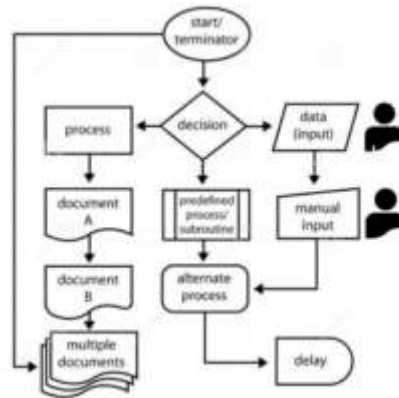 start/
terminator
process
decision
data
(input)
document
A
predefined
process/
subroutine
manual
input
document
B
alternate
process
multiple
documents
delay